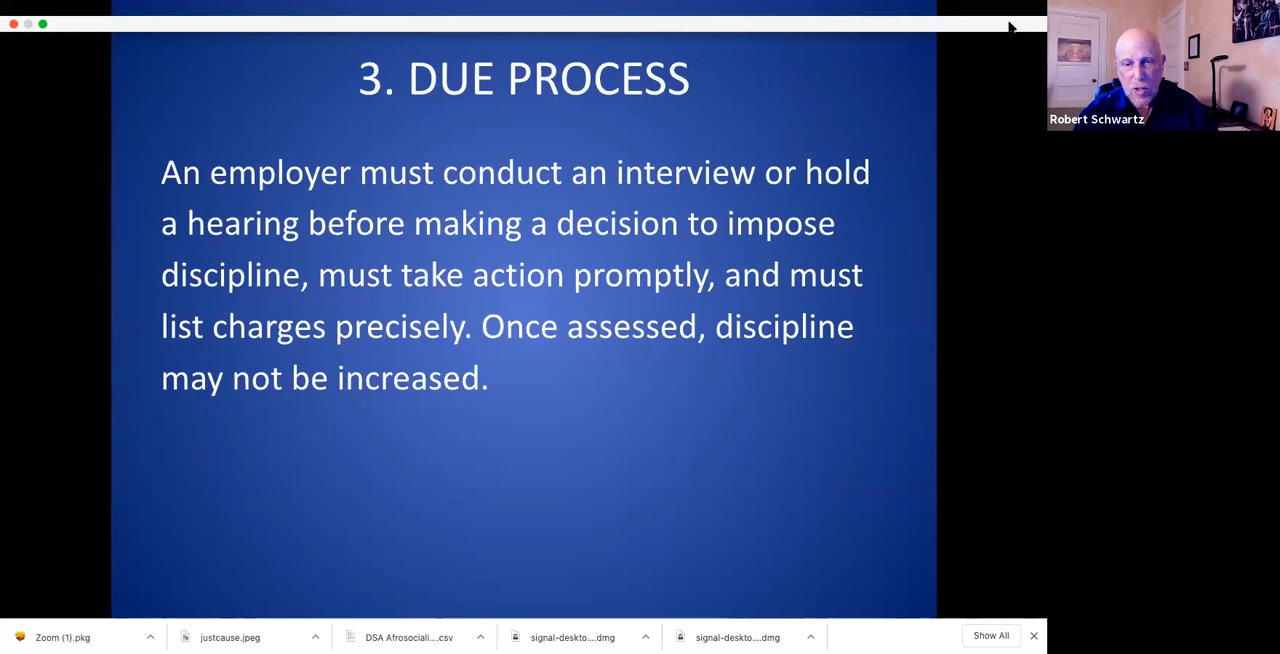 3. DUE PROCESS
An employer must conduct an interview or hold
a hearing before making a decision to impose
discipline, must take action promptly, and must
list charges precisely. Once assessed, discipline
may not be increased.
Robert Schwartz
Zoom (1).pkg
justcause.jpeg
DSA Afrosociali....csv
signal-deskto....dmg
signal-deskto....dmg
Show All